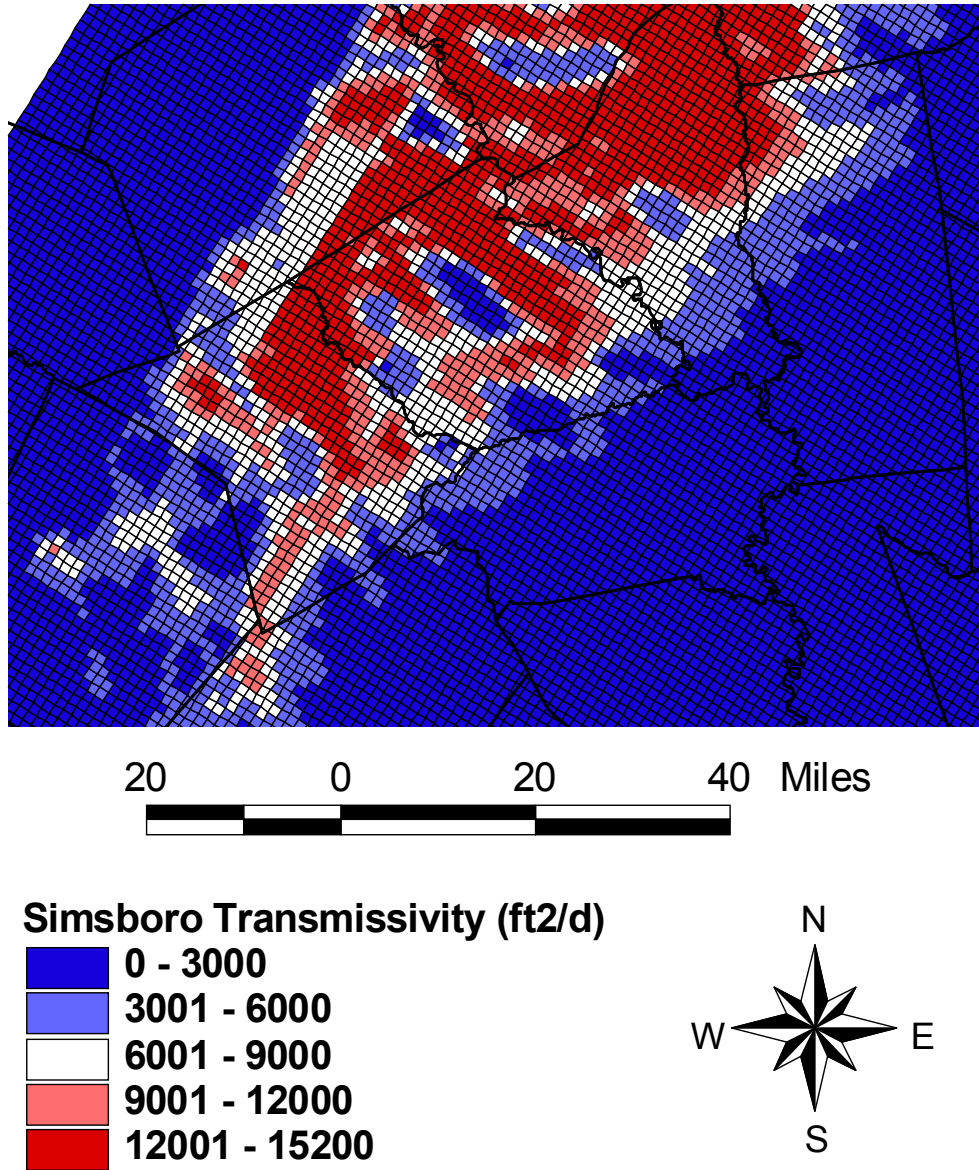 20 0 20 40 Miles
Simsboro Transmissivity (ft2/d)
0 - 3000
3001 - 6000
6001 - 9000
9001 - 12000
12001 - 15200
N
W E
S